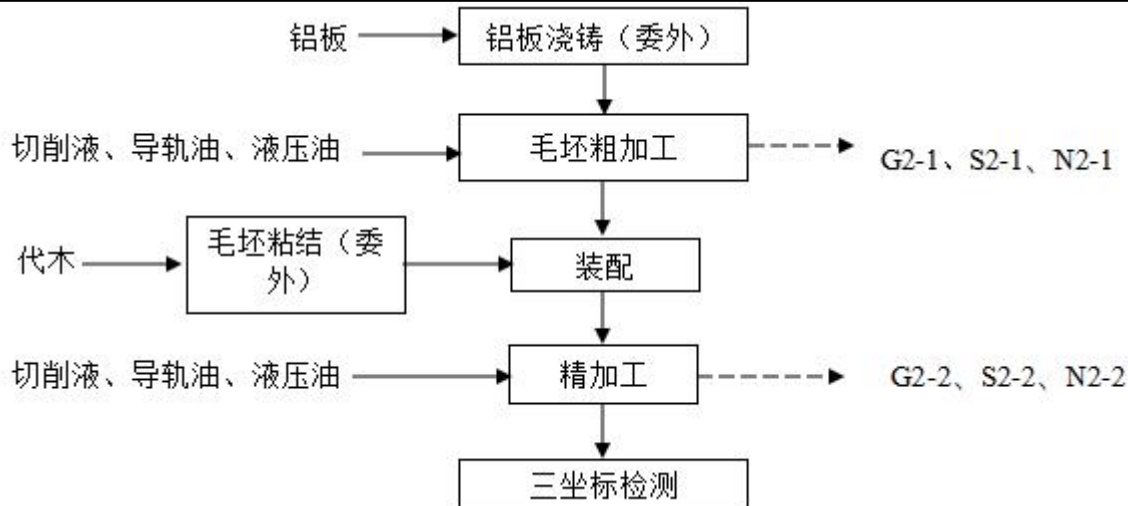 铝板
铝板浇铸（委外）
切削液、导轨油、液压油
毛坯粗加工
G2-1、S2-1、N2-1
代木
毛坯粘结（委
外）
装配
切削液、导轨油、液压油
精加工
G2-2、S2-2、N2-2
三坐标检测